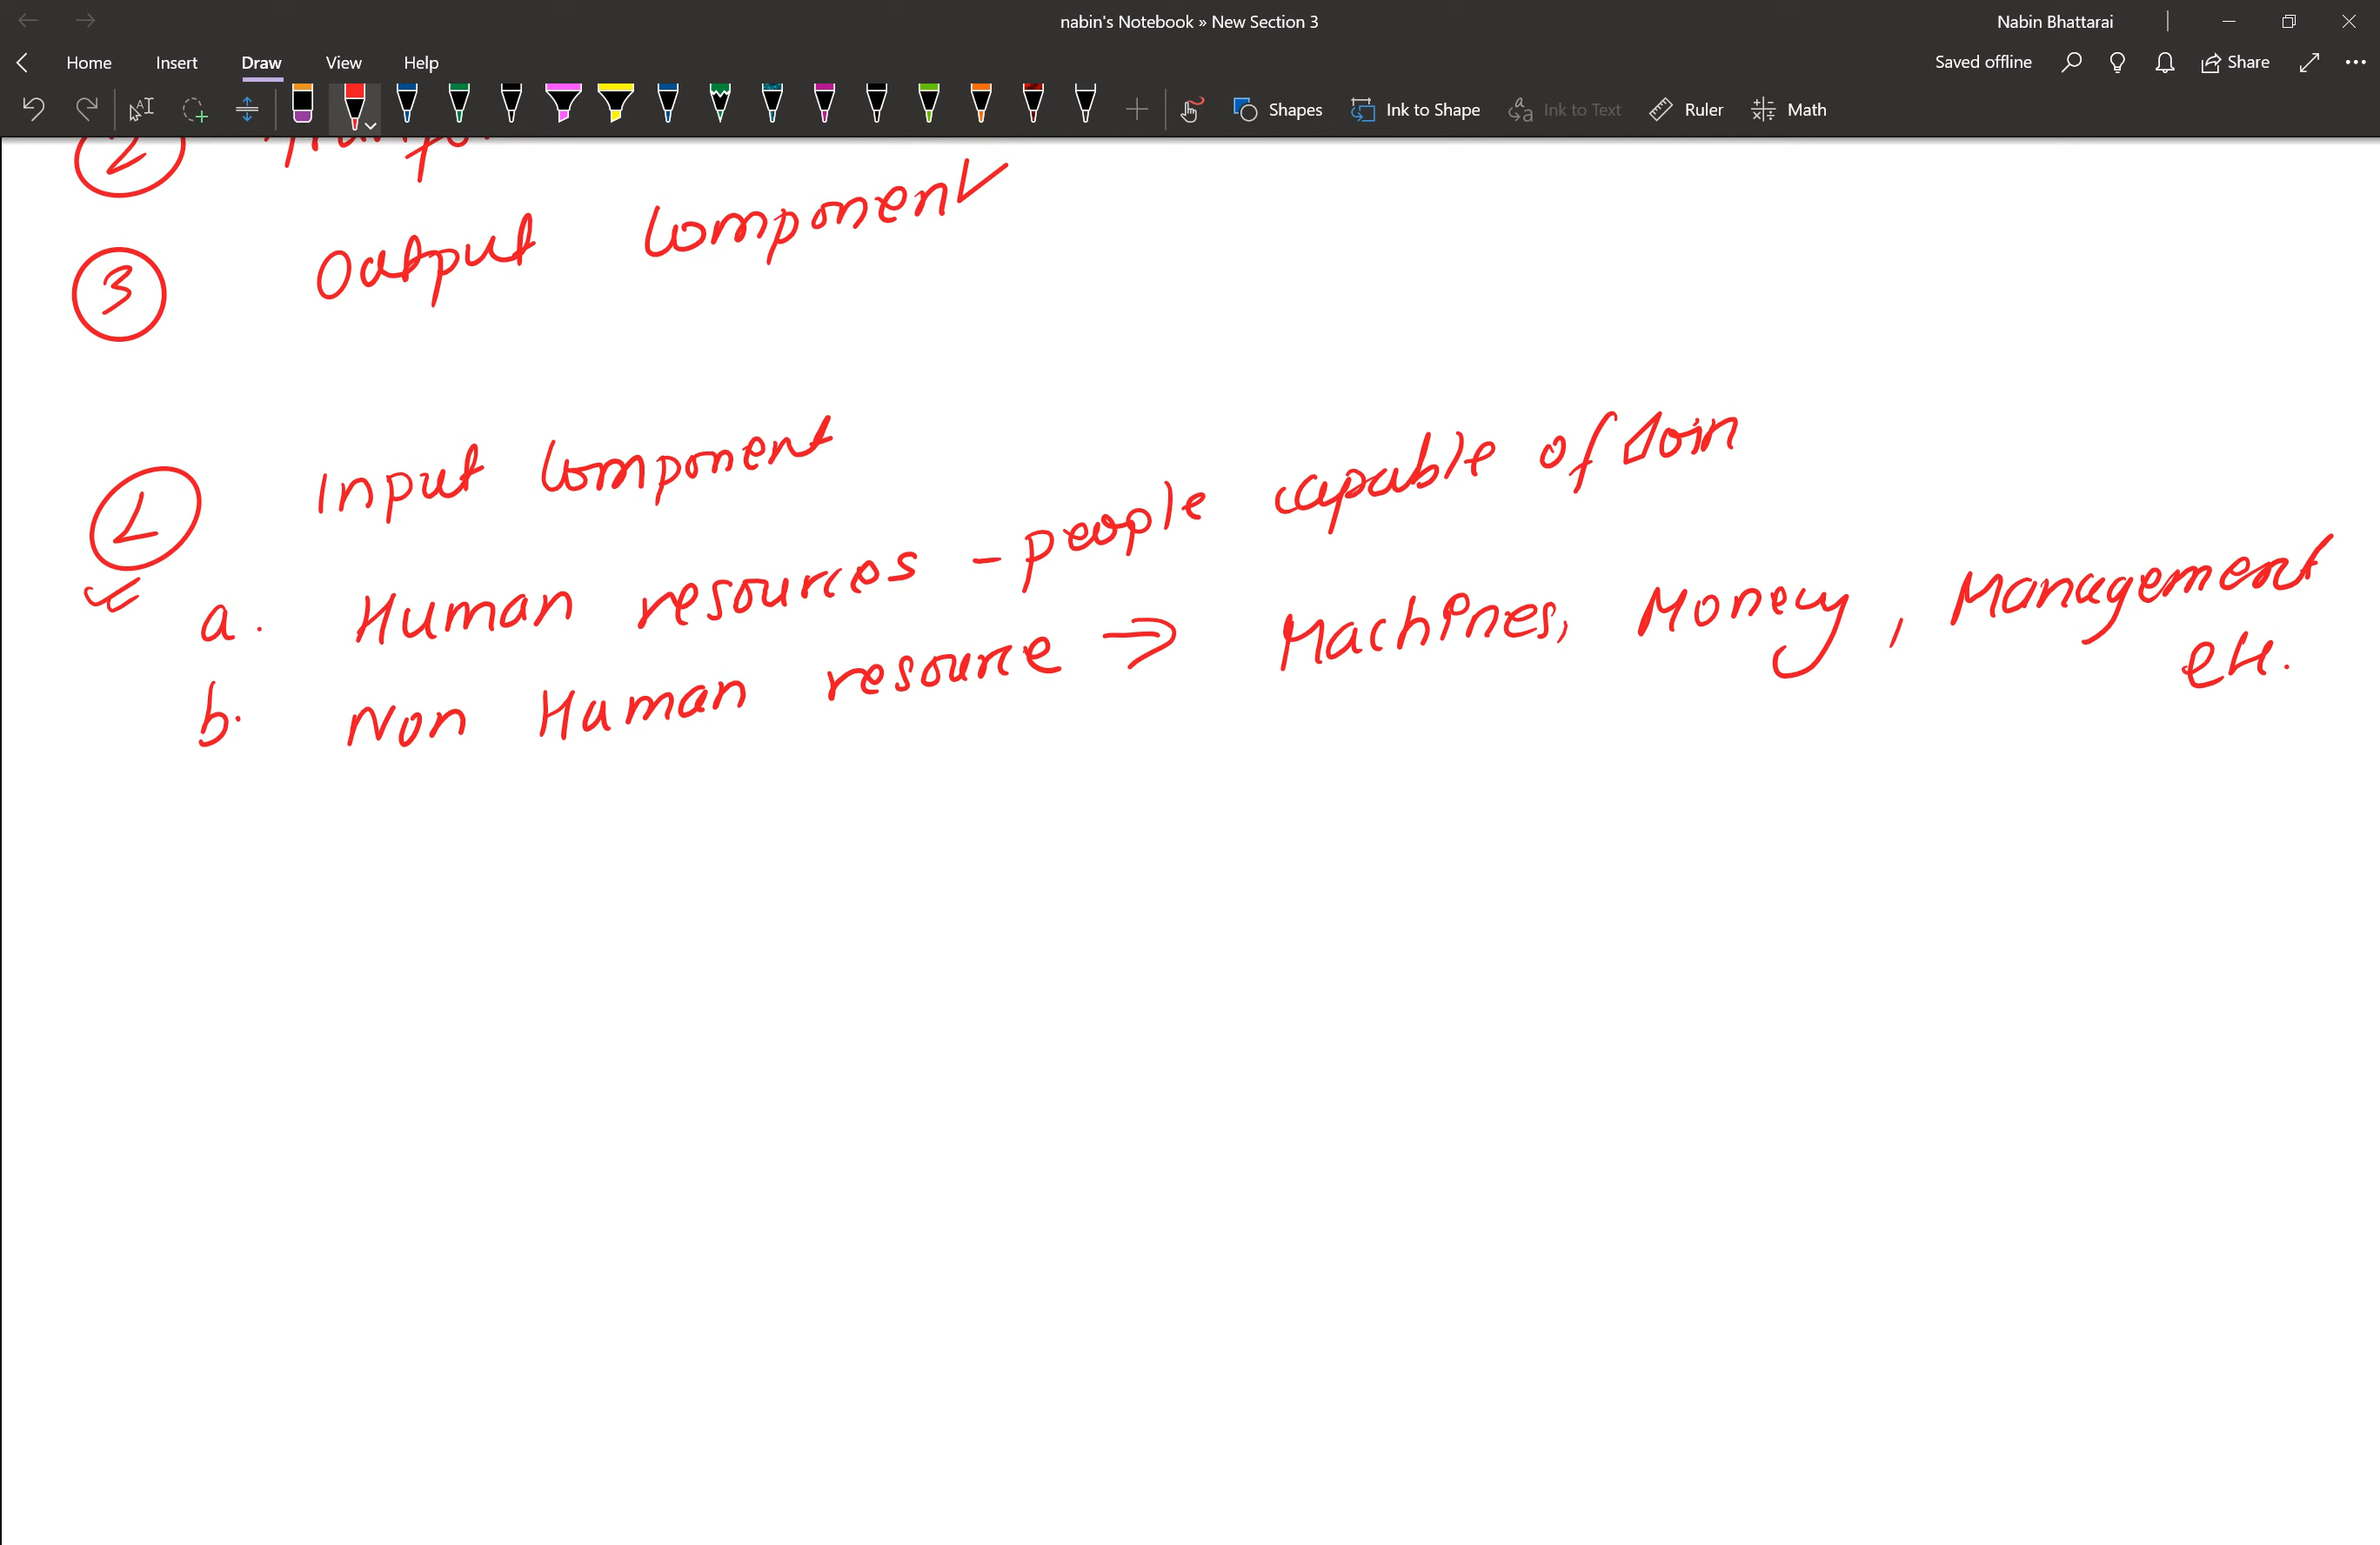 nabin's Notebook » New Section 3
Nabin Bhattarai
Home Insert Draw View Help
Saved offline Share
Shapes Ink to Shape Ink to Text Ruler Math
2
3 Output Component
1 Input Component
a. Human resources - people capable of doin
b. Non Human resource ⇒ Machines, Money, Management
etc.